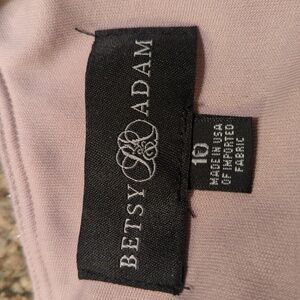 BETSY & ADAM
10
MADE IN USA
OF IMPORTED
FABRIC